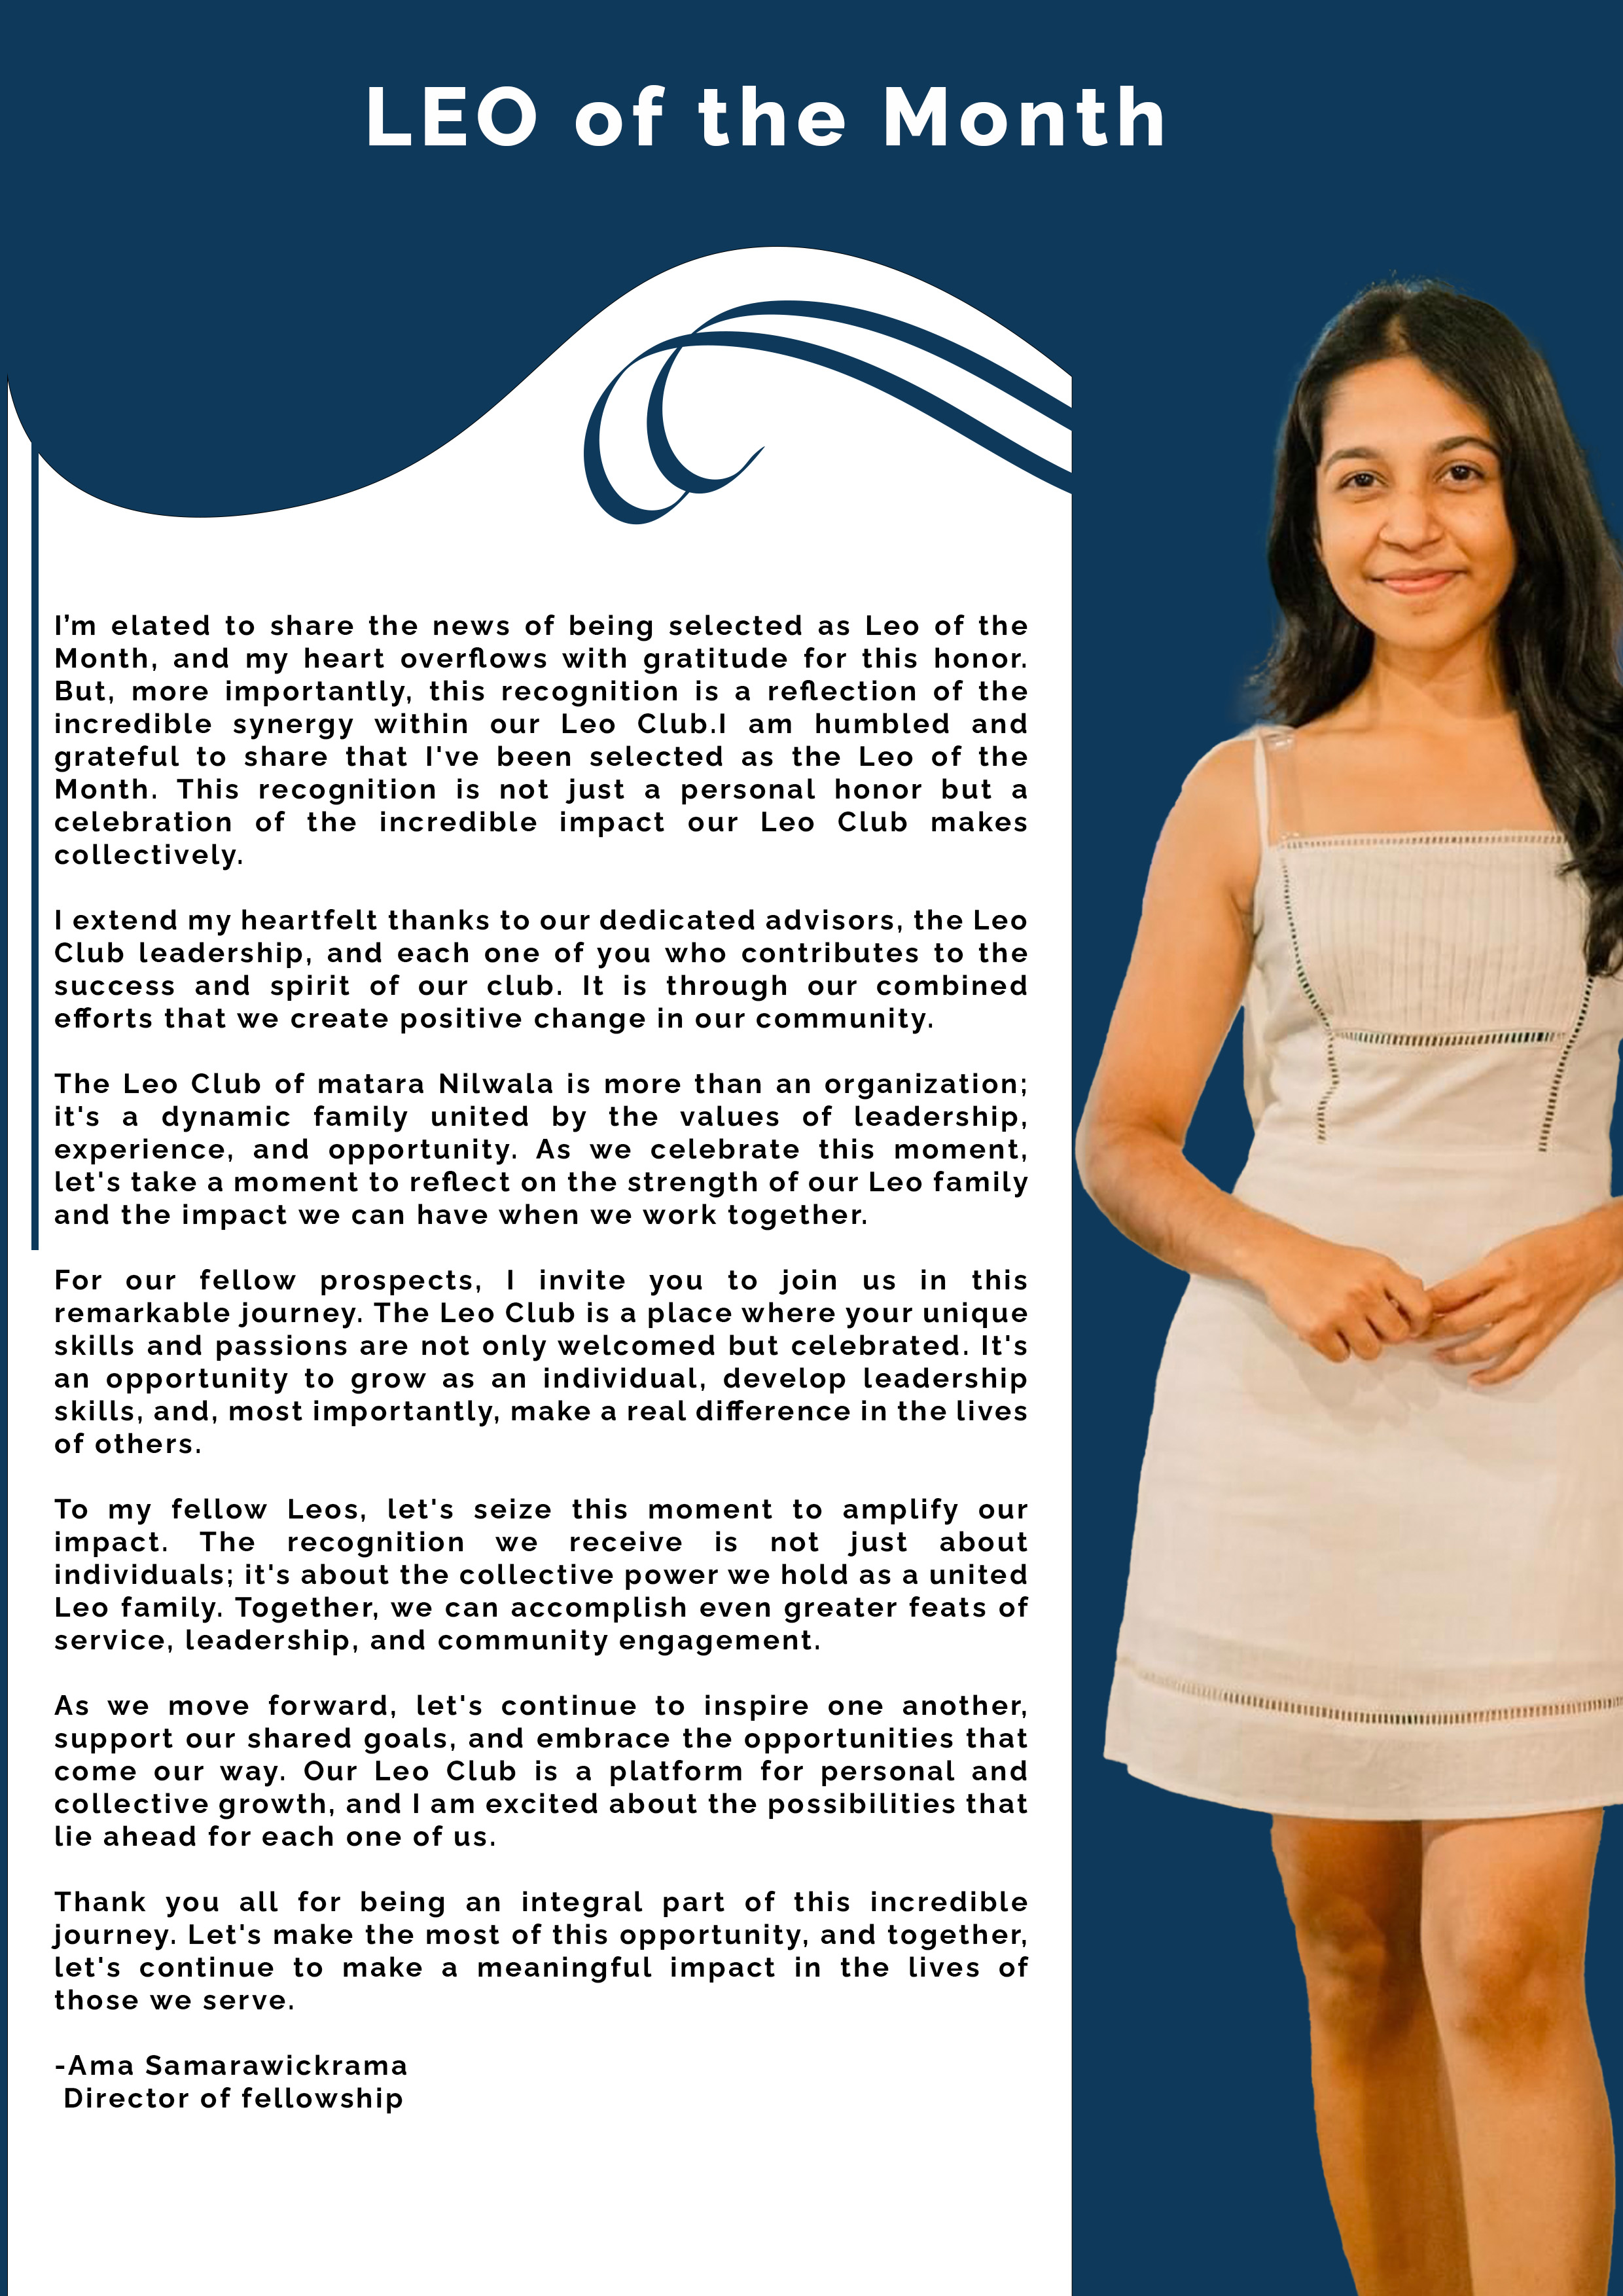 LEO of the Month
I’m elated to share the news of being selected as Leo of the
Month, and my heart overflows with gratitude for this honor.
But, more importantly, this recognition is a reflection of the
incredible synergy within our Leo Club.I am humbled and
grateful to share that I've been selected as the Leo of the
Month. This recognition is not just a personal honor but a
celebration of the incredible impact our Leo Club makes
collectively.
I extend my heartfelt thanks to our dedicated advisors, the Leo
Club leadership, and each one of you who contributes to the
success and spirit of our club. It is through our combined
efforts that we create positive change in our community.
The Leo Club of matara Nilwala is more than an organization;
it's a dynamic family united by the values of leadership,
experience, and opportunity. As we celebrate this moment,
let's take a moment to reflect on the strength of our Leo family
and the impact we can have when we work together.
For our fellow prospects, I invite you to join us in this
remarkable journey. The Leo Club is a place where your unique
skills and passions are not only welcomed but celebrated. It's
an opportunity to grow as an individual, develop leadership
skills, and, most importantly, make a real difference in the lives
of others.
To my fellow Leos, let's seize this moment to amplify our
impact. The recognition we receive is not just about
individuals; it's about the collective power we hold as a united
Leo family. Together, we can accomplish even greater feats of
service, leadership, and community engagement.
As we move forward, let's continue to inspire one another,
support our shared goals, and embrace the opportunities that
come our way. Our Leo Club is a platform for personal and
collective growth, and I am excited about the possibilities that
lie ahead for each one of us.
Thank you all for being an integral part of this incredible
journey. Let's make the most of this opportunity, and together,
let's continue to make a meaningful impact in the lives of
those we serve.
-Ama Samarawickrama
Director of fellowship